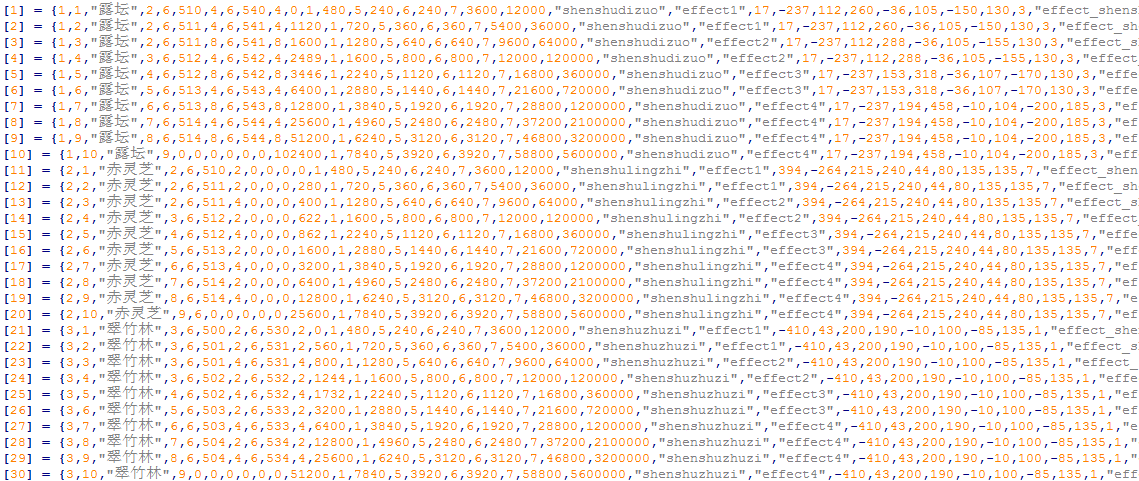 [1] = {1,1,"露坛",2,6,510,4,6,540,4,0,1,480,5,240,6,240,7,3600,12000,"shenshudizuo","effect1",17,-237,112,260,-36,105,-150,130,3,"effect_shens
[2] = {1,2,"露坛",2,6,511,4,6,541,4,1120,1,720,5,360,6,360,7,5400,36000,"shenshudizuo","effect1",17,-237,112,260,-36,105,-150,130,3,"effect_shs
[3] = {1,3,"露坛",2,6,511,8,6,541,8,1600,1,1280,5,640,6,640,7,9600,64000,"shenshudizuo","effect2",17,-237,112,288,-36,105,-155,130,3,"effect_s
[4] = {1,4,"露坛",3,6,512,4,6,542,4,2489,1,1600,5,800,6,800,7,12000,120000,"shenshudizuo","effect2",17,-237,112,288,-36,105,-155,130,3,"effect
[5] = {1,5,"露坛",4,6,512,8,6,542,8,3446,1,2240,5,1120,6,1120,7,16800,360000,"shenshudizuo","effect3",17,-237,153,318,-36,107,-170,130,3,"effe
[6] = {1,6,"露坛",5,6,513,4,6,543,4,6400,1,2880,5,1440,6,1440,7,21600,720000,"shenshudizuo","effect3",17,-237,153,318,-36,107,-170,130,3,"effe
[7] = {1,7,"露坛",6,6,513,8,6,543,8,12800,1,3840,5,1920,6,1920,7,28800,1200000,"shenshudizuo","effect4",17,-237,194,458,-10,104,-200,185,3,"ef
[8] = {1,8,"露坛",7,6,514,4,6,544,4,25600,1,4960,5,2480,6,2480,7,37200,2100000,"shenshudizuo","effect4",17,-237,194,458,-10,104,-200,185,3,"ef
[9] = {1,9,"露坛",8,6,514,8,6,544,8,51200,1,6240,5,3120,6,3120,7,46800,3200000,"shenshudizuo","effect4",17,-237,194,458,-10,104,-200,185,3,"ef
[10] = {1,10,"露坛",9,0,0,0,0,0,0,102400,1,7840,5,3920,6,3920,7,58800,5600000,"shenshudizuo","effect4",17,-237,194,458,-10,104,-200,185,3,"ef
[11] = {2,1,"赤灵芝",2,6,510,2,0,0,0,0,1,480,5,240,6,240,7,3600,12000,"shenshulingzhi","effect1",394,-264,215,240,44,80,135,135,7,"effect_shen
[12] = {2,2,"赤灵芝",2,6,511,2,0,0,0,280,1,720,5,360,6,360,7,5400,36000,"shenshulingzhi","effect1",394,-264,215,240,44,80,135,135,7,"effect_sh
[13] = {2,3,"赤灵芝",2,6,511,4,0,0,0,400,1,1280,5,640,6,640,7,9600,64000,"shenshulingzhi","effect2",394,-264,215,240,44,80,135,135,7,"effect_s
[14] = {2,4,"赤灵芝",3,6,512,2,0,0,0,622,1,1600,5,800,6,800,7,12000,120000,"shenshulingzhi","effect2",394,-264,215,240,44,80,135,135,7,"effect
[15] = {2,5,"赤灵芝",4,6,512,4,0,0,0,862,1,2240,5,1120,6,1120,7,16800,360000,"shenshulingzhi","effect3",394,-264,215,240,44,80,135,135,7,"effe
[16] = {2,6,"赤灵芝",5,6,513,2,0,0,0,1600,1,2880,5,1440,6,1440,7,21600,720000,"shenshulingzhi","effect3",394,-264,215,240,44,80,135,135,7,"eff
[17] = {2,7,"赤灵芝",6,6,513,4,0,0,0,3200,1,3840,5,1920,6,1920,7,28800,1200000,"shenshulingzhi","effect4",394,-264,215,240,44,80,135,135,7,"ef
[18] = {2,8,"赤灵芝",7,6,514,2,0,0,0,6400,1,4960,5,2480,6,2480,7,37200,2100000,"shenshulingzhi","effect4",394,-264,215,240,44,80,135,135,7,"ef
[19] = {2,9,"赤灵芝",8,6,514,4,0,0,0,12800,1,6240,5,3120,6,3120,7,46800,3200000,"shenshulingzhi","effect4",394,-264,215,240,44,80,135,135,7,"e
[20] = {2,10,"赤灵芝",9,6,0,0,0,0,0,25600,1,7840,5,3920,6,3920,7,58800,5600000,"shenshulingzhi","effect4",394,-264,215,240,44,80,135,135,7,"e
[21] = {3,1,"翠竹林",3,6,500,2,6,530,2,0,1,480,5,240,6,240,7,3600,12000,"shenshuzhuzi","effect1",-410,43,200,190,-10,100,-85,135,1,"effect_she
[22] = {3,2,"翠竹林",3,6,501,2,6,531,2,560,1,720,5,360,6,360,7,5400,36000,"shenshuzhuzi","effect1",-410,43,200,190,-10,100,-85,135,1,"effect_s
[23] = {3,3,"翠竹林",3,6,501,4,6,531,4,800,1,1280,5,640,6,640,7,9600,64000,"shenshuzhuzi","effect2",-410,43,200,190,-10,100,-85,135,1,"effect_
[24] = {3,4,"翠竹林",3,6,502,2,6,532,2,1244,1,1600,5,800,6,800,7,12000,120000,"shenshuzhuzi","effect2",-410,43,200,190,-10,100,-85,135,1,"effe
[25] = {3,5,"翠竹林",4,6,502,4,6,532,4,1732,1,2240,5,1120,6,1120,7,16800,360000,"shenshuzhuzi","effect3",-410,43,200,190,-10,100,-85,135,1,"ef
[26] = {3,6,"翠竹林",5,6,503,2,6,533,2,3200,1,2880,5,1440,6,1440,7,21600,720000,"shenshuzhuzi","effect3",-410,43,200,190,-10,100,-85,135,1,"ef
[27] = {3,7,"翠竹林",6,6,503,4,6,533,4,6400,1,3840,5,1920,6,1920,7,28800,1200000,"shenshuzhuzi","effect4",-410,43,200,190,-10,100,-85,135,1,"e
[28] = {3,8,"翠竹林",7,6,504,2,6,534,2,12800,1,4960,5,2480,6,2480,7,37200,2100000,"shenshuzhuzi","effect4",-410,43,200,190,-10,100,-85,135,1,"
[29] = {3,9,"翠竹林",8,6,504,4,6,534,4,25600,1,6240,5,3120,6,3120,7,46800,3200000,"shenshuzhuzi","effect4",-410,43,200,190,-10,100,-85,135,1,"
[30] = {3,10,"翠竹林",9,0,0,0,0,0,0,51200,1,7840,5,3920,6,3920,7,58800,5600000,"shenshuzhuzi","effect4",-410,43,200,190,-10,100,-85,135,1,"eff